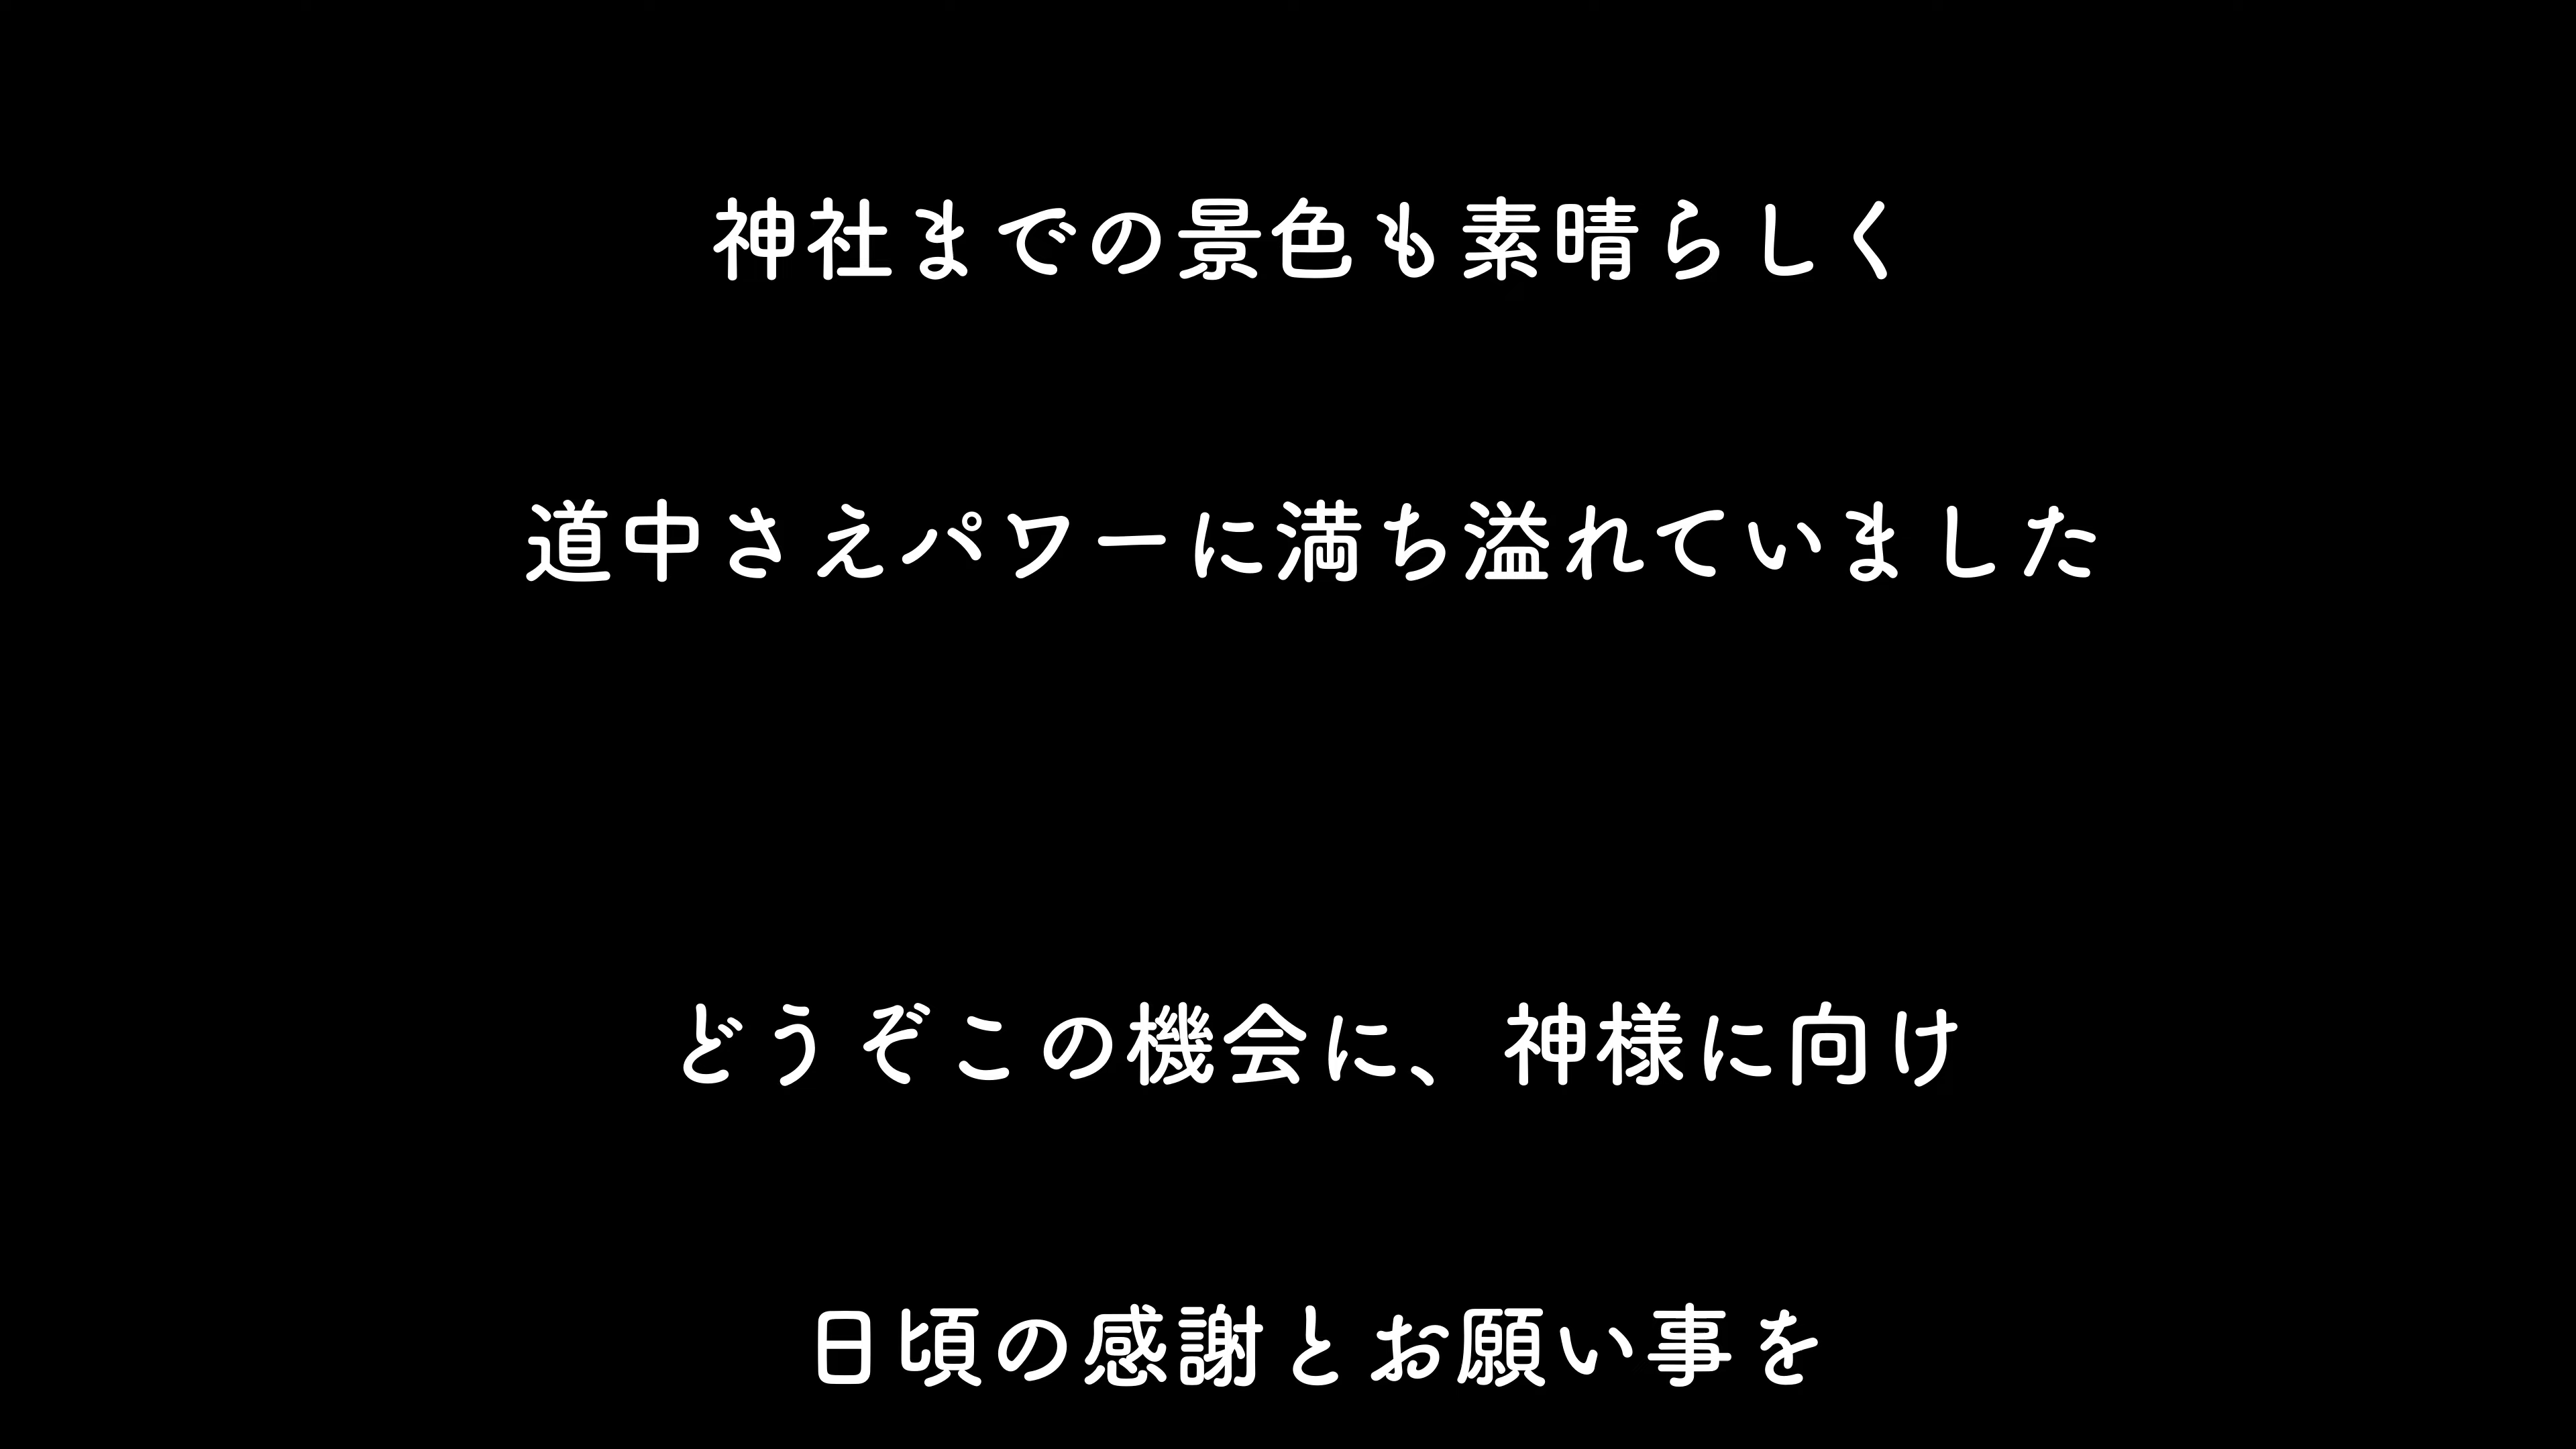 神社までの景色も素晴らしく
道中さえパワーに満ち溢れていました
どうぞこの機会に、神様に向け
日頃の感謝とお願い事を